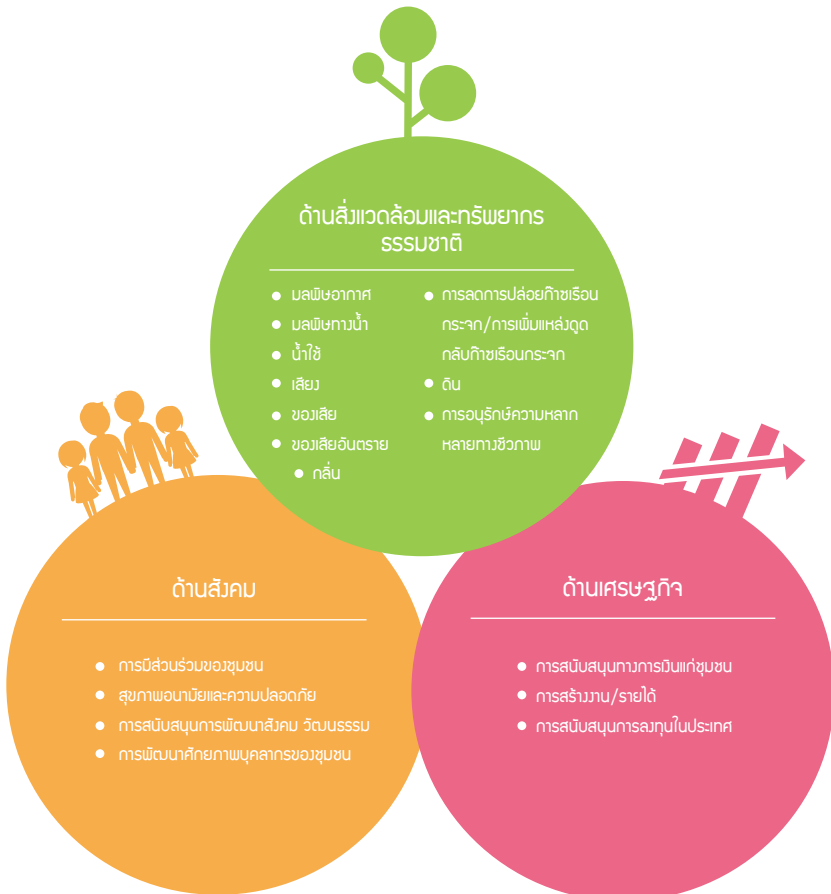 ด้านสิ่งแวดล้อมและทรัพยากร
ธรรมชาติ
● มลพิษอากาศ
● มลพิษทางน้ำ
● น้ำใช้
● เสียง
● ของเสีย
● ของเสียอันตราย
● กลิ่น
● การลดการปล่อยก๊าซเรือน
กระจก/การเพิ่มแหล่งดูด
กลับก๊าซเรือนกระจก
● ดิน
● การอนุรักษ์ความหลาก
หลายทางชีวภาพ
ด้านสังคม
● การมีส่วนร่วมของชุมชน
● สุขภาพอนามัยและความปลอดภัย
● การสนับสนุนการพัฒนาสังคม วัฒนธรรม
● การพัฒนาศักยภาพบุคลากรของชุมชน
ด้านเศรษฐกิจ
● การสนับสนุนทางการเงินแก่ชุมชน
● การสร้างงาน/รายได้
● การสนับสนุนการลงทุนในประเทศ